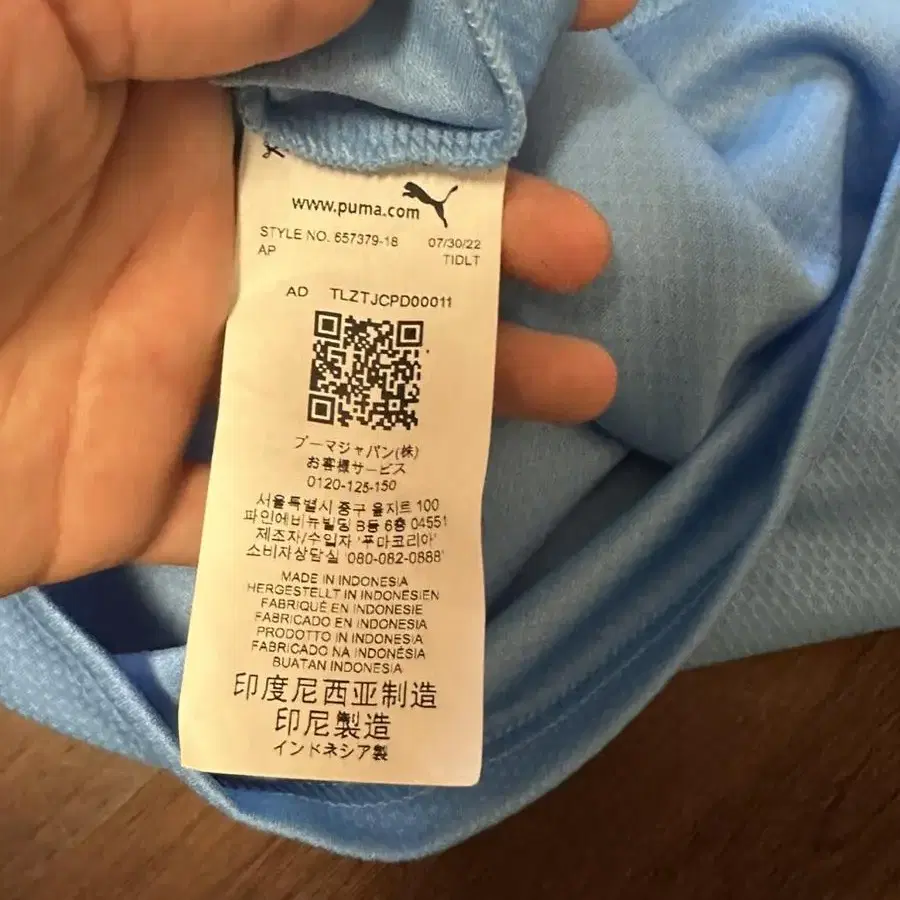 www.puma.com
STYLE NO. 657379-18 07/30/22
AP TIDLT
AD TLZTJCPD00011
プーマジャパン(株)
お客様サービス
0120-125-150
서울특별시 중구 을지트 100
파인에비뉴빌딩 B동 6층 04551
제조자/수입자 '푸마코리아'
소비자상담실 '080-082-0888'
MADE IN INDONESIA
HERGESTELLT IN INDONESIEN
FABRIQUÉ EN INDONESIE
FABRICADO EN INDONESIA
PRODOTTO IN INDONESIA
FABRICADO NA INDONÉSIA
BUATAN INDONESIA
印度尼西亚制造
印尼製造
インドネシア製